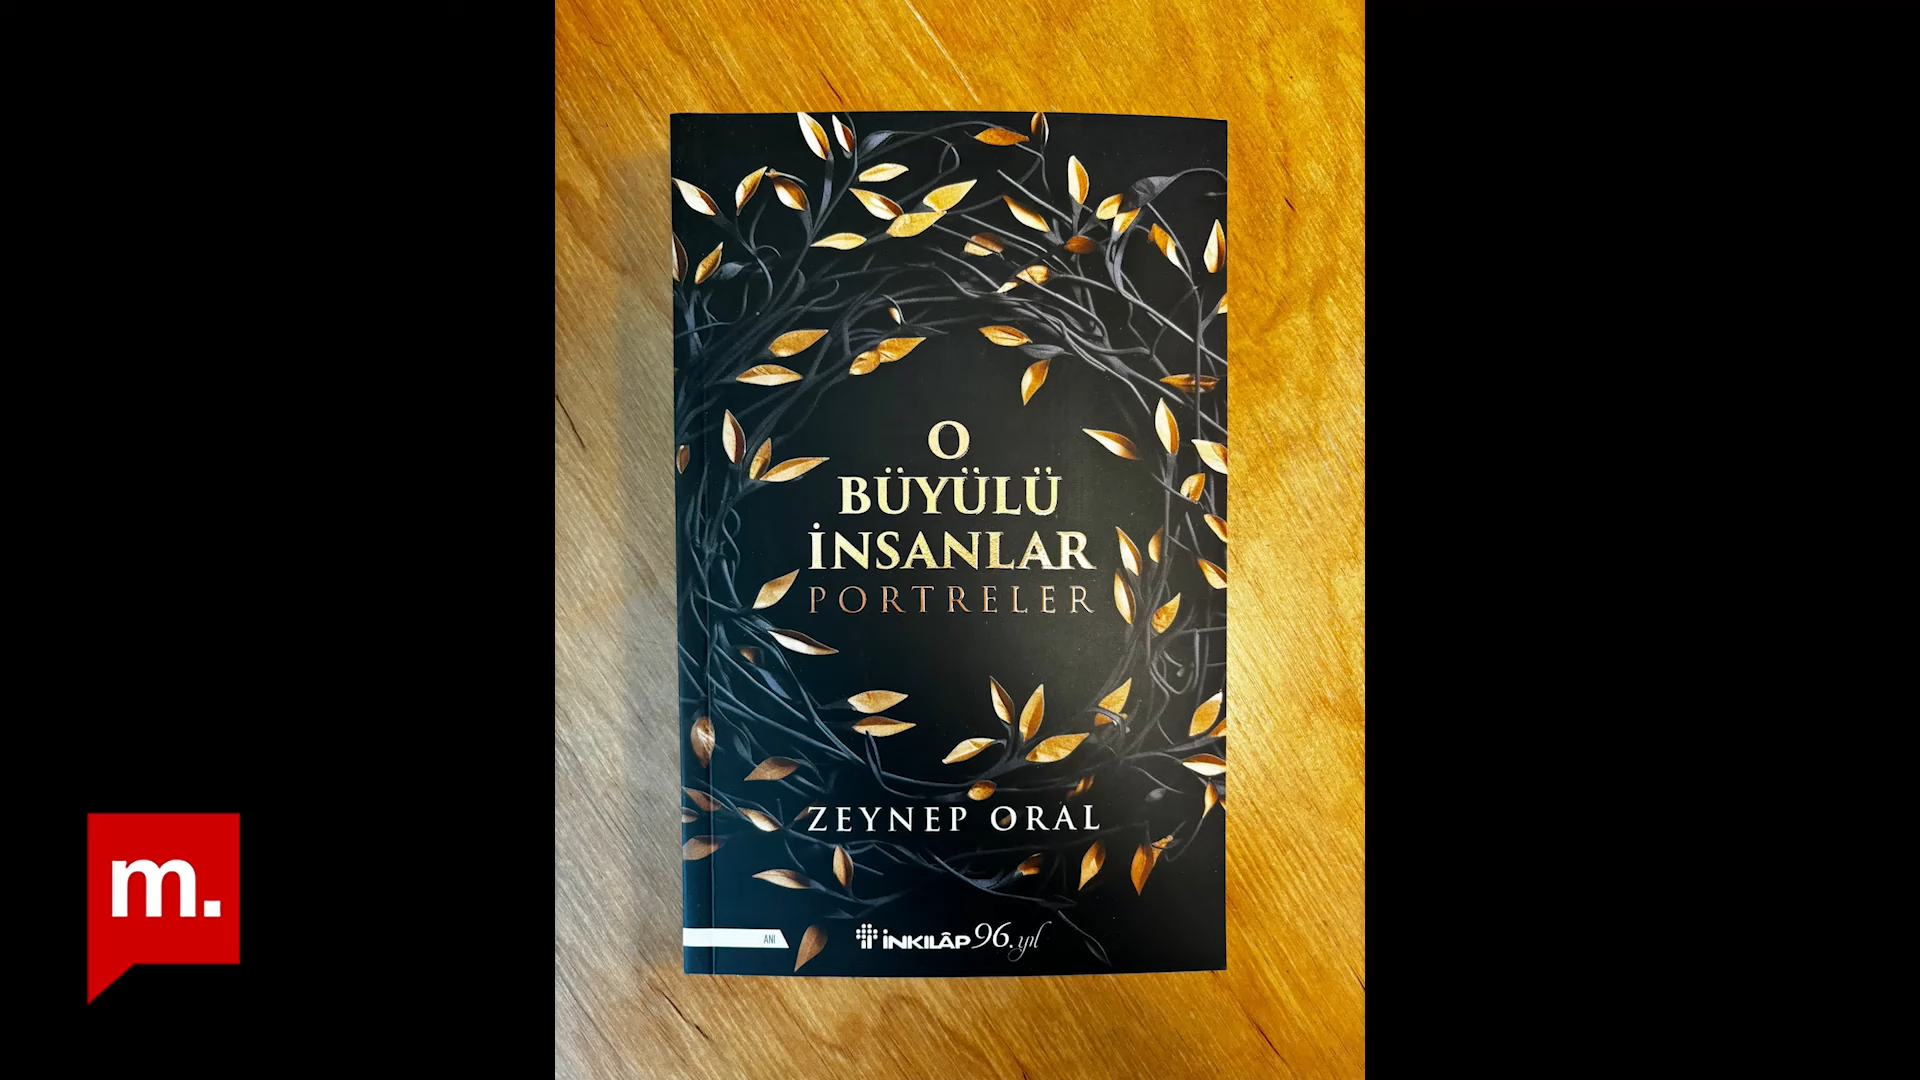 O
BÜYÜLÜ
İNSANLAR
PORTRELER
ZEYNEP ORAL
ANI
İNKILÂP 96. yıl
m.